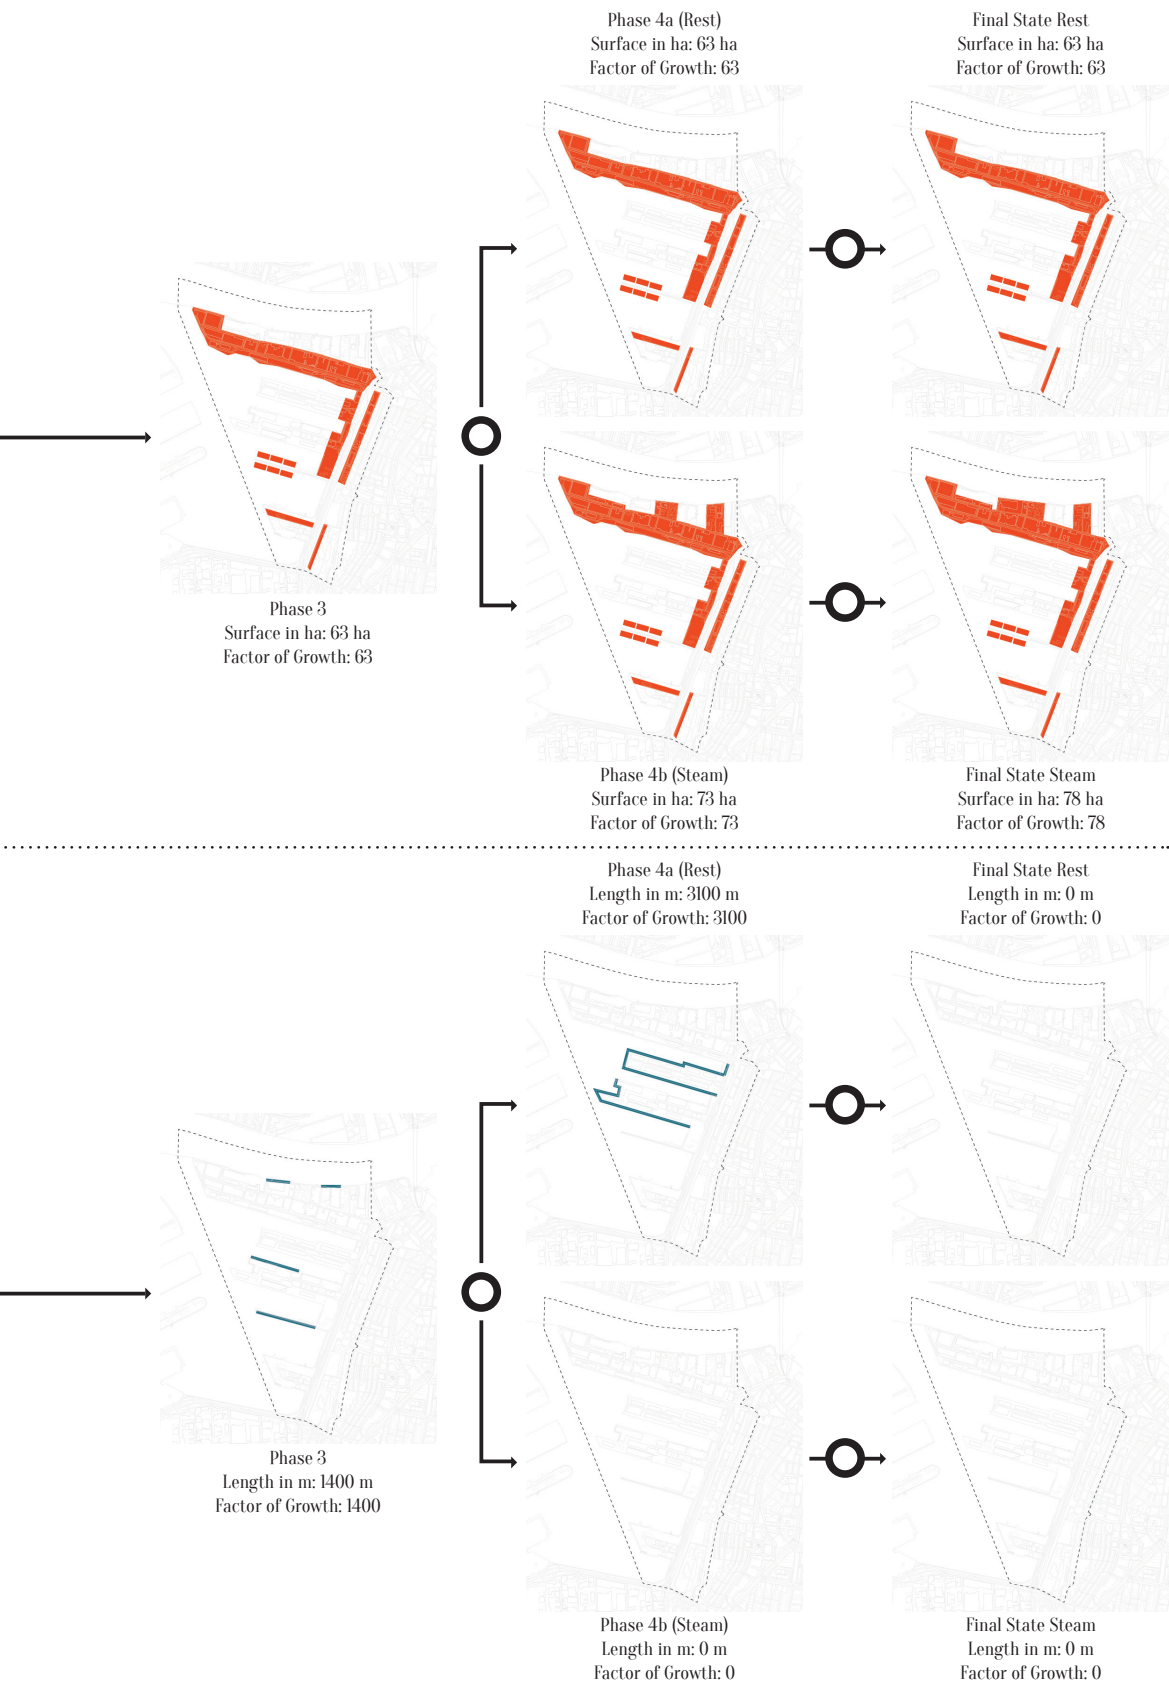 Phase 4a (Rest)
Surface in ha: 63 ha
Factor of Growth: 63
Final State Rest
Surface in ha: 63 ha
Factor of Growth: 63
Phase 3
Surface in ha: 63 ha
Factor of Growth: 63
Phase 4b (Steam)
Surface in ha: 73 ha
Factor of Growth: 73
Final State Steam
Surface in ha: 78 ha
Factor of Growth: 78
Phase 4a (Rest)
Length in m: 3100 m
Factor of Growth: 3100
Final State Rest
Length in m: 0 m
Factor of Growth: 0
Phase 3
Length in m: 1400 m
Factor of Growth: 1400
Phase 4b (Steam)
Length in m: 0 m
Factor of Growth: 0
Final State Steam
Length in m: 0 m
Factor of Growth: 0